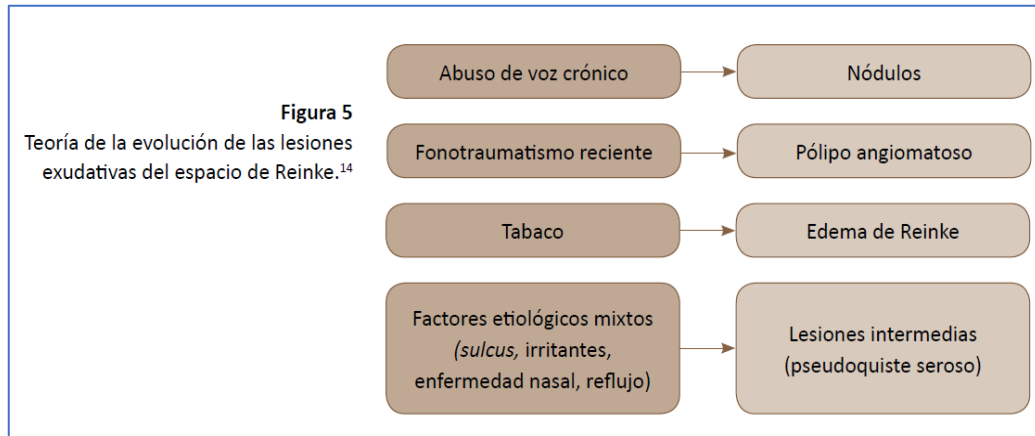 Figura 5
Teoría de la evolución de las lesiones
exudativas del espacio de Reinke.14
Abuso de voz crónico
Nódulos
Fonotraumatismo reciente
Pólipo angiomatoso
Tabaco
Edema de Reinke
Factores etiológicos mixtos
(sulcus, irritantes,
enfermedad nasal, reflujo)
Lesiones intermedias
(pseudoquiste seroso)